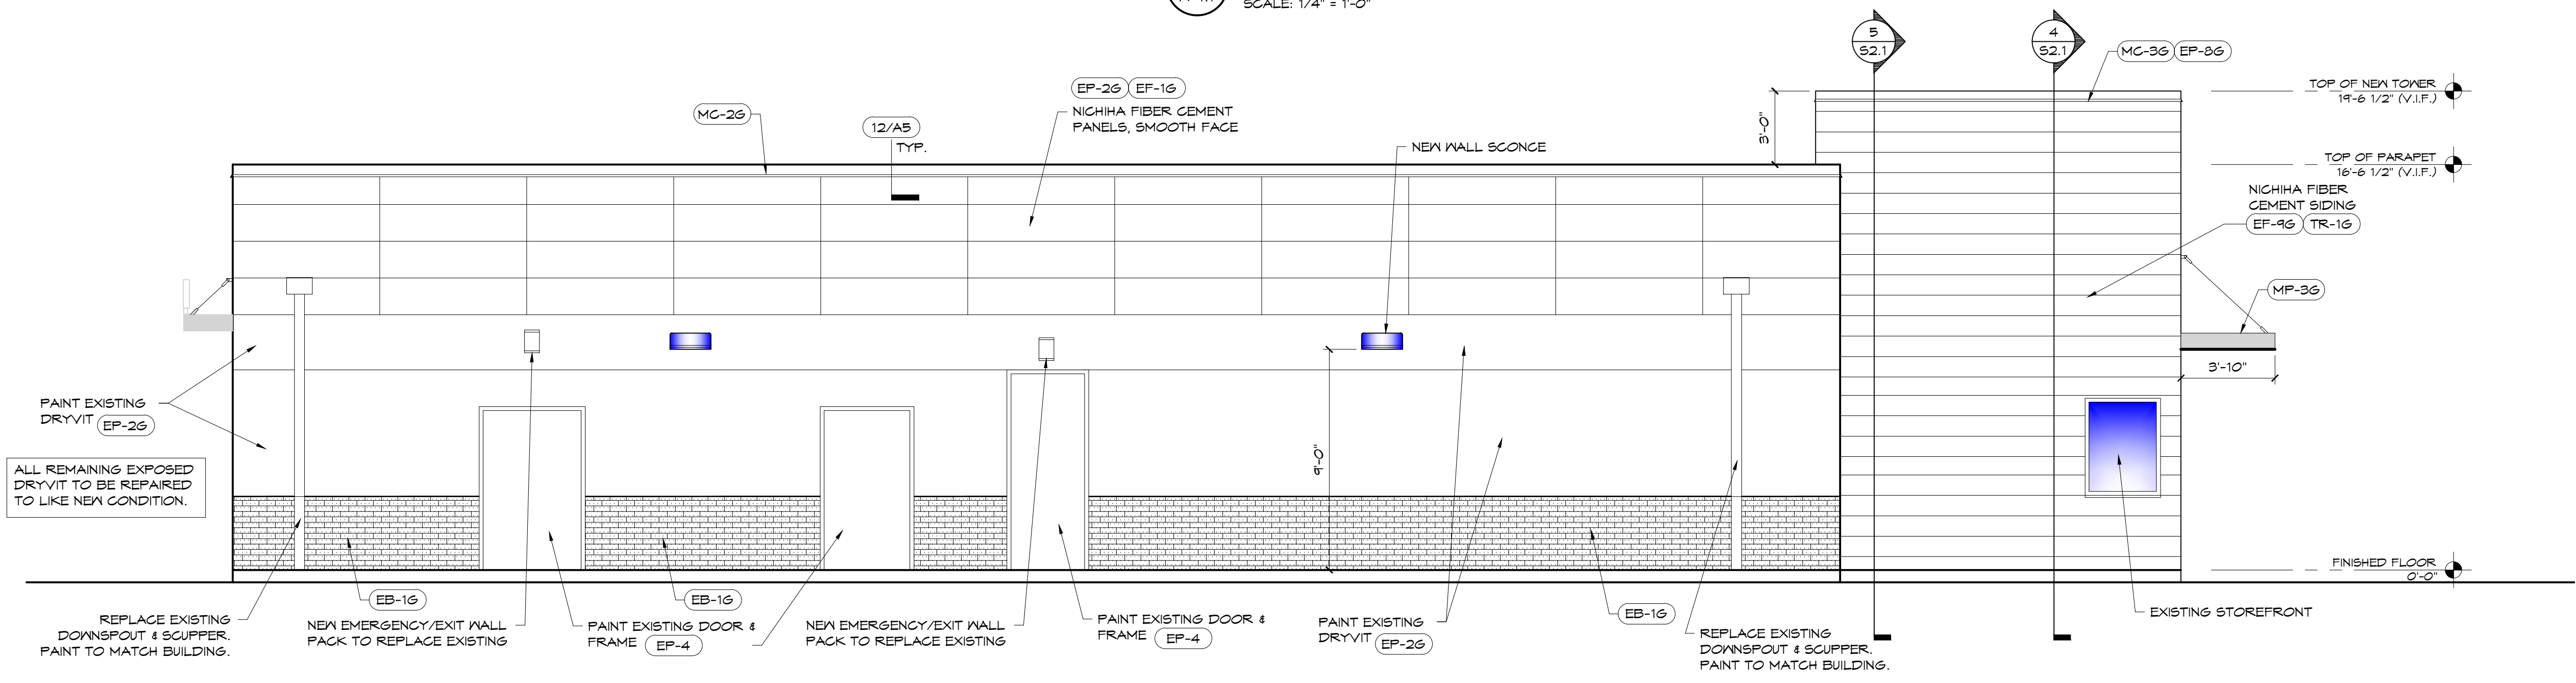 SCALE: 1/4" = 1'-0"
5
S2.1
4
S2.1
MC-3G EP-8G
TOP OF NEW TOWER
19'-6 1/2" (V.I.F.)
EP-2G EF-1G
NICHIHA FIBER CEMENT
PANELS, SMOOTH FACE
MC-2G
12/A5
TYP.
3'-0"
NEW WALL SCONCE
TOP OF PARAPET
16'-6 1/2" (V.I.F.)
NICHIHA FIBER
CEMENT SIDING
EF-9G TR-1G
MP-3G
3'-10"
PAINT EXISTING
DRYVIT EP-2G
9'-0"
ALL REMAINING EXPOSED
DRYVIT TO BE REPAIRED
TO LIKE NEW CONDITION.
FINISHED FLOOR
0'-0"
EB-1G
EB-1G
EB-1G
REPLACE EXISTING
DOWNSPOUT & SCUPPER.
PAINT TO MATCH BUILDING.
NEW EMERGENCY/EXIT WALL
PACK TO REPLACE EXISTING
PAINT EXISTING DOOR &
FRAME EP-4
NEW EMERGENCY/EXIT WALL
PACK TO REPLACE EXISTING
PAINT EXISTING DOOR &
FRAME EP-4
PAINT EXISTING
DRYVIT EP-2G
REPLACE EXISTING
DOWNSPOUT & SCUPPER.
PAINT TO MATCH BUILDING.
EXISTING STOREFRONT